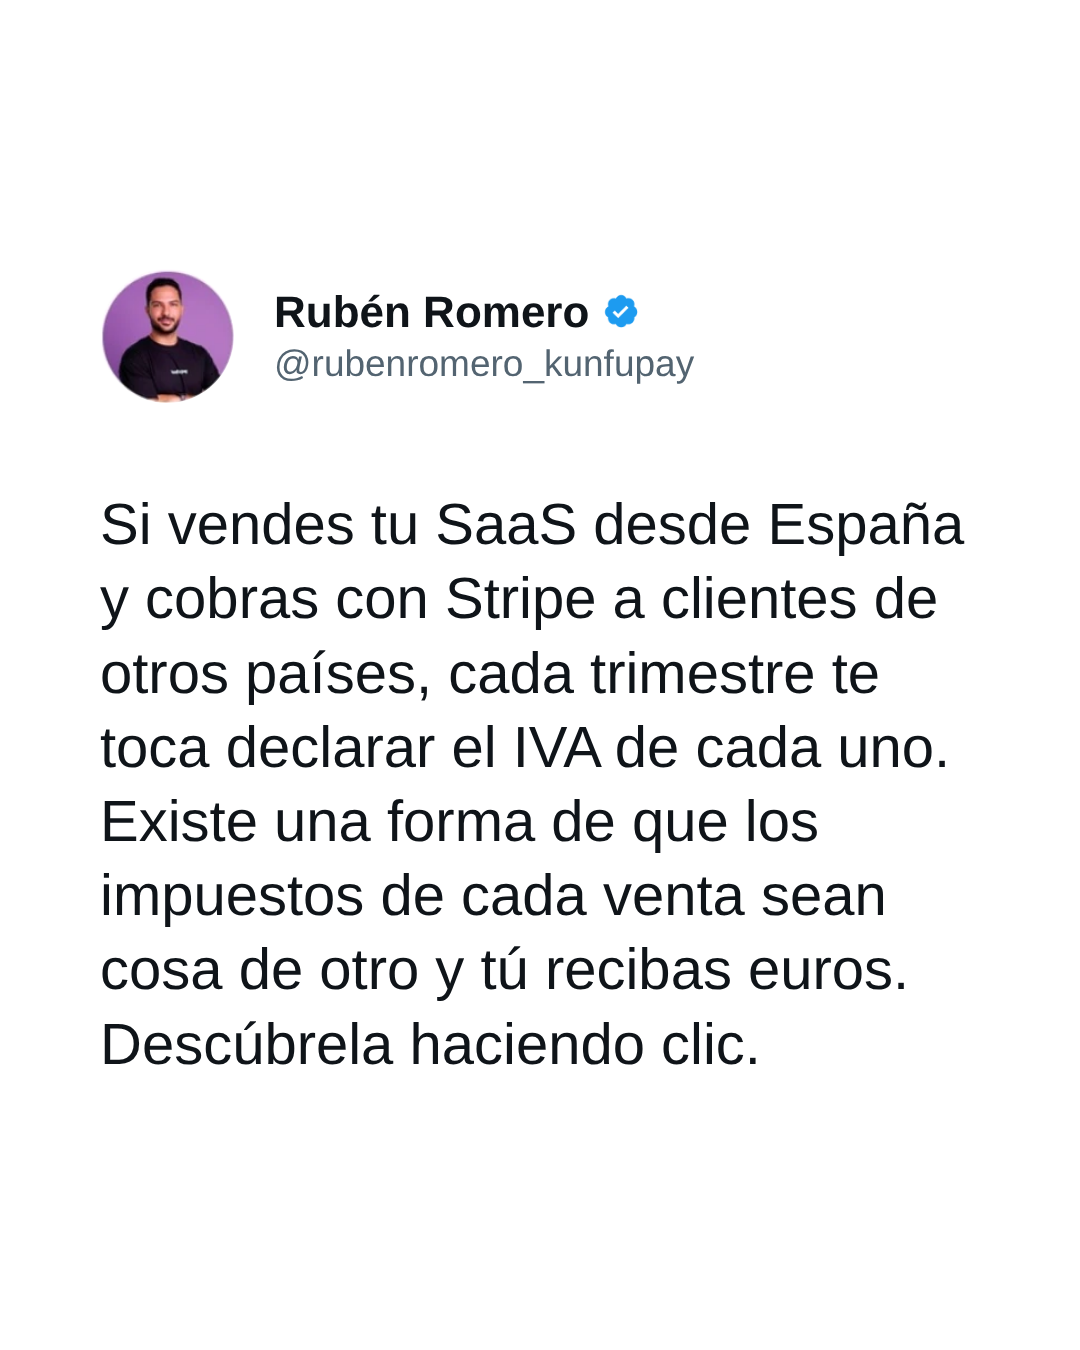 Rubén Romero
@rubenromero_kunfupay
Si vendes tu SaaS desde España
y cobras con Stripe a clientes de
otros países, cada trimestre te
toca declarar el IVA de cada uno.
Existe una forma de que los
impuestos de cada venta sean
cosa de otro y tú recibas euros.
Descúbrela haciendo clic.